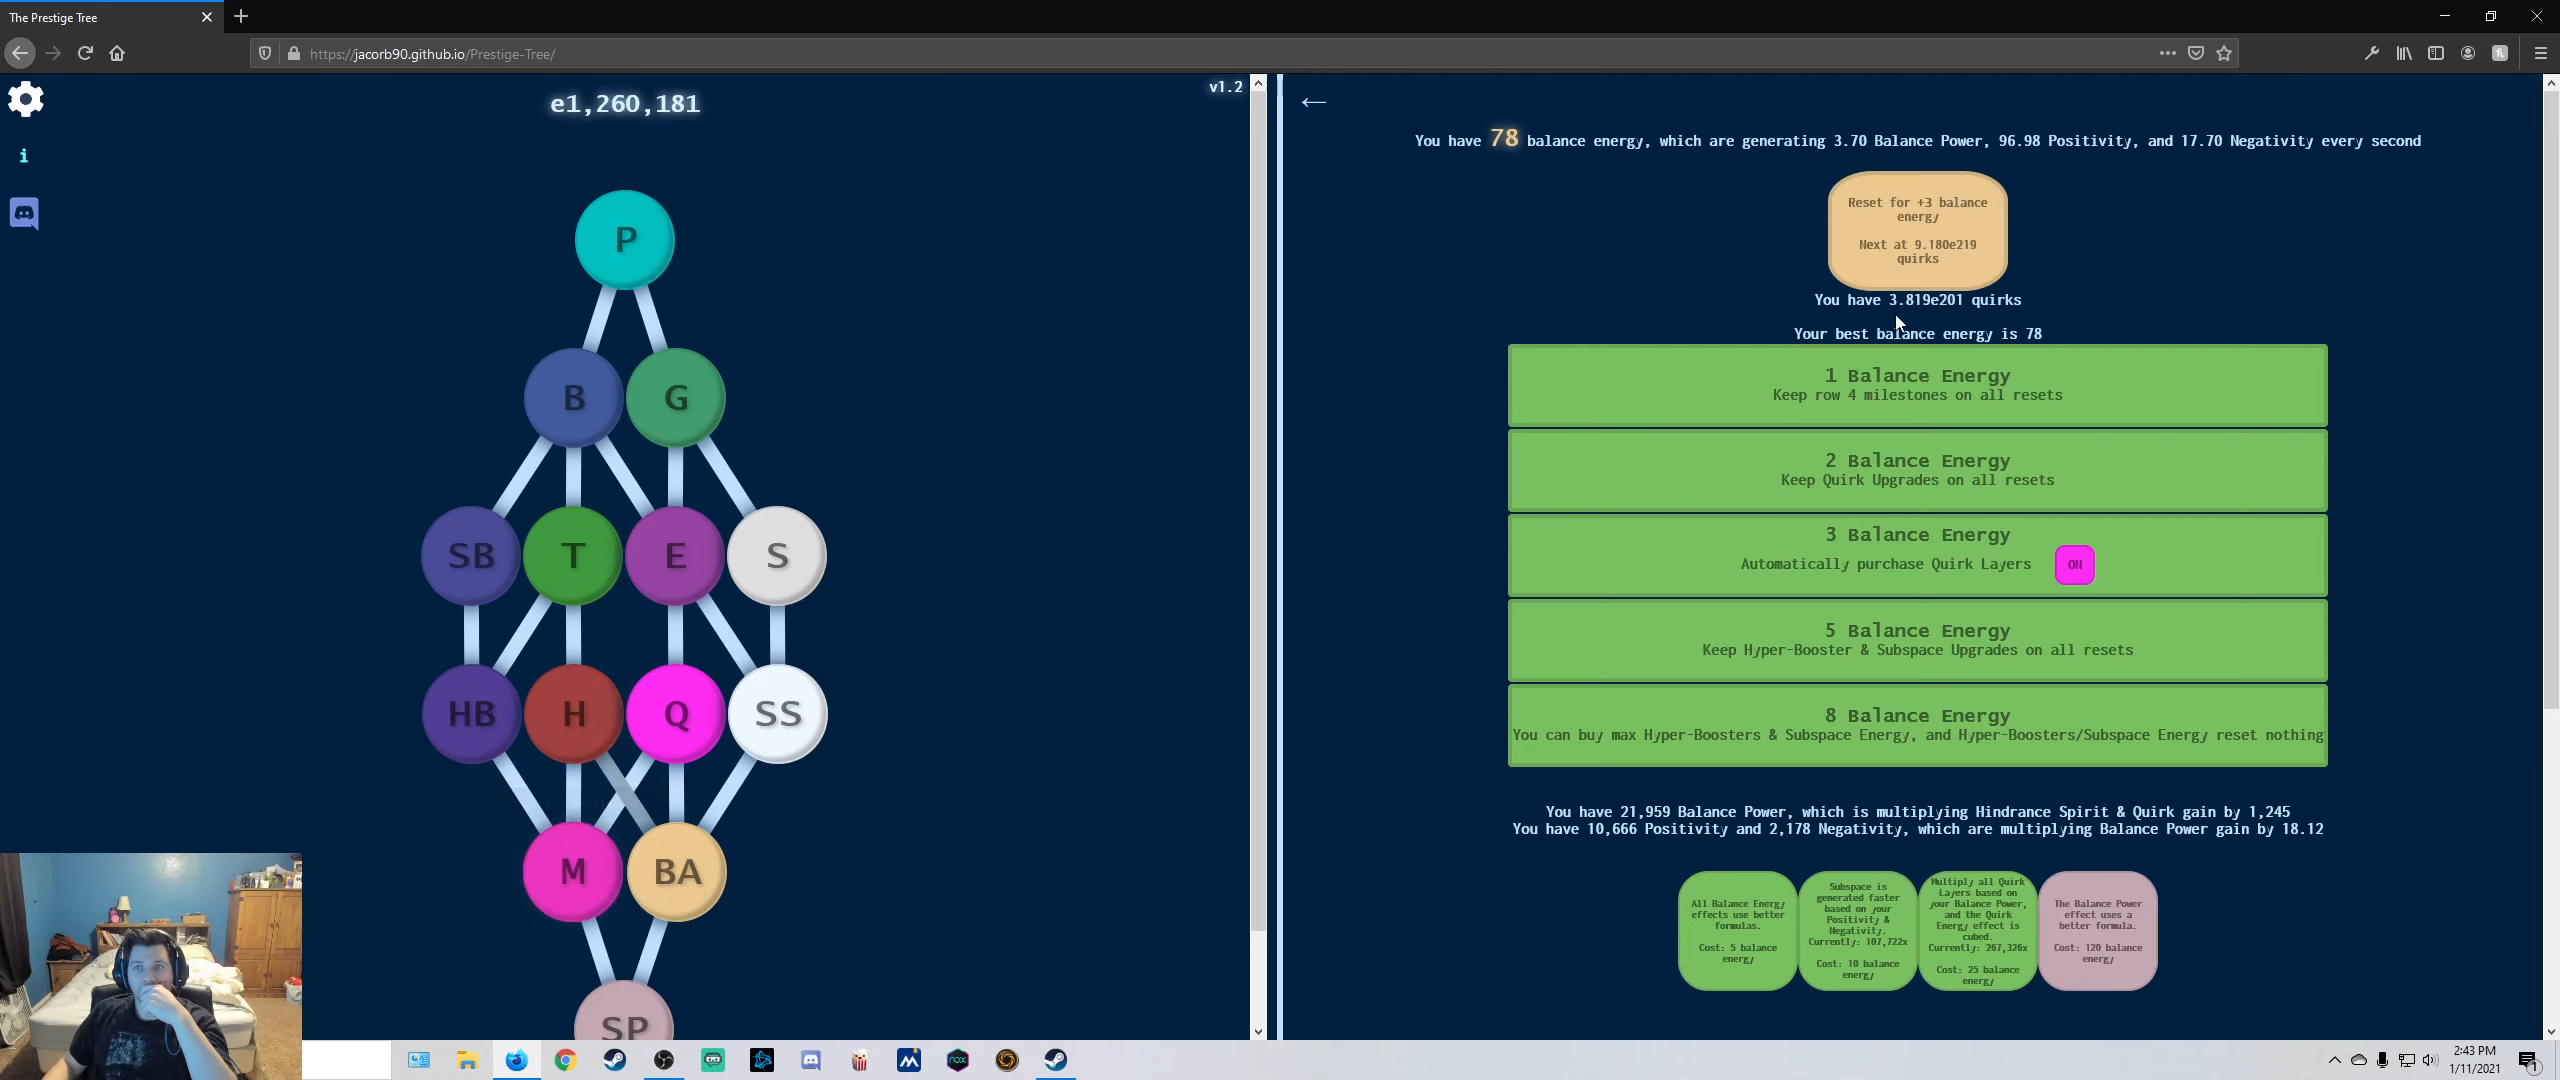 The Prestige Tree
https://jacorb90.github.io/Prestige-Tree/
e1,260,181
v1.2
i
P
B
G
SB
T
E
S
HB
H
Q
SS
M
BA
SP
←
You have 78 balance energy, which are generating 3.70 Balance Power, 96.98 Positivity, and 17.70 Negativity every second
Reset for +3 balance
energy
Next at 9.180e219
quirks
You have 3.819e201 quirks
Your best balance energy is 78
1 Balance Energy
Keep row 4 milestones on all resets
2 Balance Energy
Keep Quirk Upgrades on all resets
3 Balance Energy
Automatically purchase Quirk Layers
ON
5 Balance Energy
Keep Hyper-Booster & Subspace Upgrades on all resets
8 Balance Energy
You can buy max Hyper-Boosters & Subspace Energy, and Hyper-Boosters/Subspace Energy reset nothing
You have 21,959 Balance Power, which is multiplying Hindrance Spirit & Quirk gain by 1,245
You have 10,666 Positivity and 2,178 Negativity, which are multiplying Balance Power gain by 18.12
All Balance Energy
effects use better
formulas.
Cost: 5 balance
energy
Subspace is
generated faster
based on your
Positivity &
Negativity.
Currently: 107,722x
Cost: 10 balance
energy
Multiply all Quirk
Layers based on
your Balance Power,
and the Quirk
Energy effect is
cubed.
Currently: 267,326x
Cost: 25 balance
energy
The Balance Power
effect uses a
better formula.
Cost: 120 balance
energy
nox
2:43 PM
1/11/2021
1